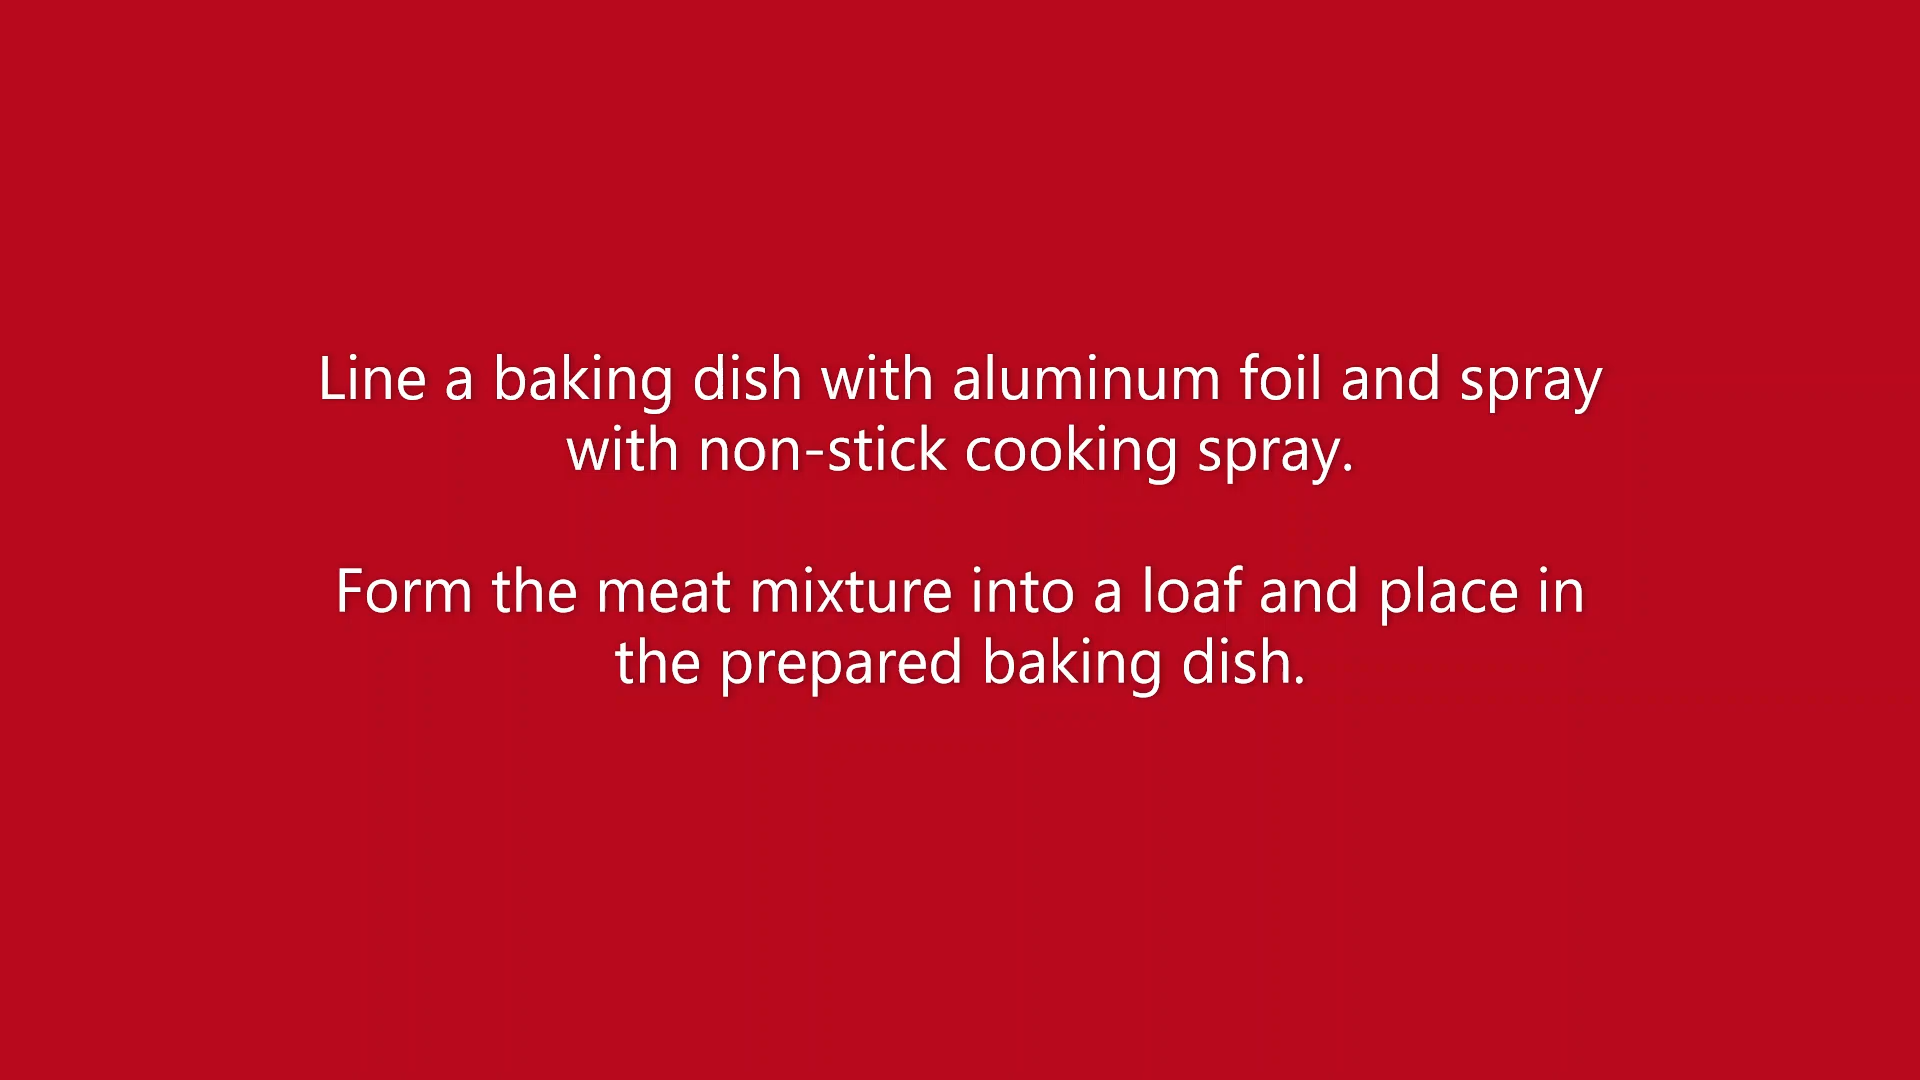 Line a baking dish with aluminum foil and spray
with non-stick cooking spray.
Form the meat mixture into a loaf and place in
the prepared baking dish.